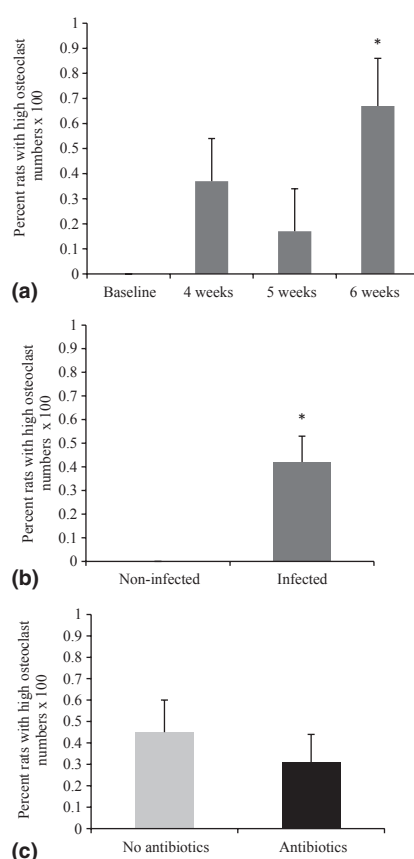 Percent rats with high osteoclast
numbers x 100
1
0.9
0.8
0.7
0.6
0.5
0.4
0.3
0.2
0.1
0
*
Baseline 4 weeks 5 weeks 6 weeks
(a)
Percent rats with high osteoclast
numbers x 100
1
0.9
0.8
0.7
0.6
0.5
0.4
0.3
0.2
0.1
0
*
Non-infected Infected
(b)
Percent rats with high osteoclast
numbers x 100
1
0.9
0.8
0.7
0.6
0.5
0.4
0.3
0.2
0.1
0
No antibiotics Antibiotics
(c)